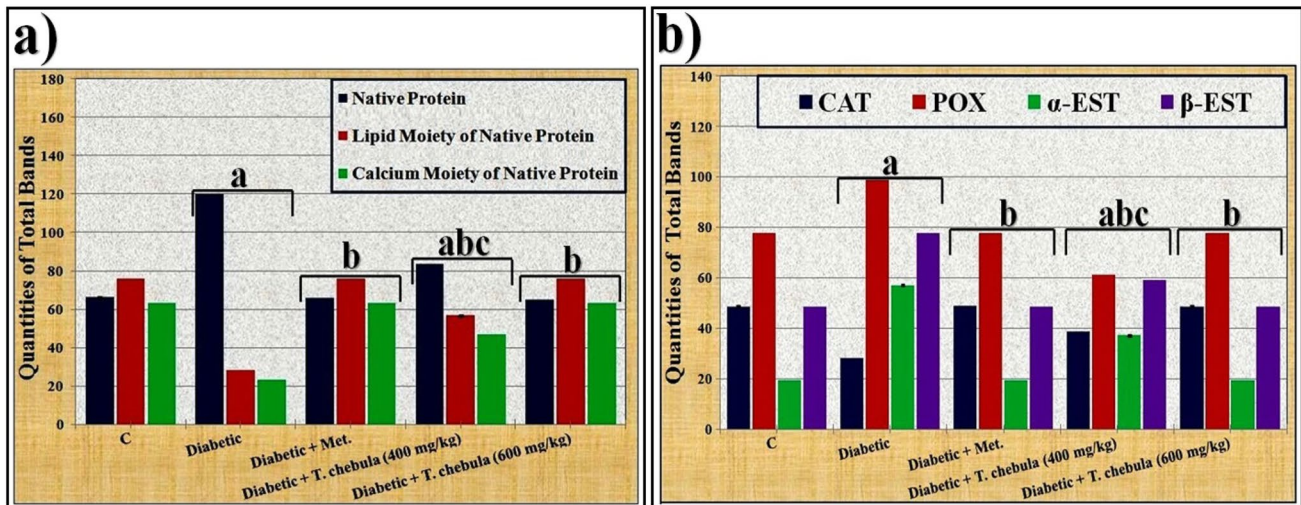 a)
Quantities of Total Bands
180
160
140
120
100
80
60
40
20
0
Native Protein
Lipid Moiety of Native Protein
Calcium Moiety of Native Protein
a
b
abc
b
C
Diabetic
Diabetic + Met.
Diabetic + T. chebula (400 mg/kg)
Diabetic + T. chebula (600 mg/kg)
b)
Quantities of Total Bands
140
120
100
80
60
40
20
0
CAT POX α-EST β-EST
a
b
abc
b
C
Diabetic
Diabetic + Met.
Diabetic + T. chebula (400 mg/kg)
Diabetic + T. chebula (600 mg/kg)